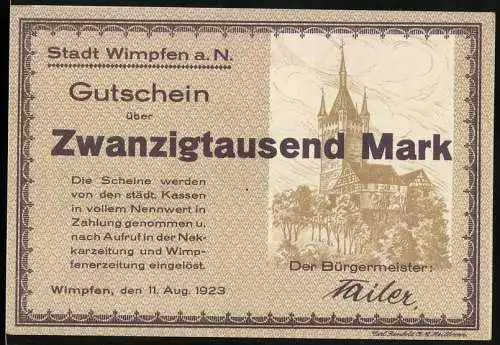 Stadt Wimpfen a. N.
Gutschein
über
Zwanzigtausend Mark
Die Scheine werden
von den städt. Kassen
in vollem Nennwert in
Zahlung genommen u.
nach Aufruf in der Nek-
karzeitung und Wimp-
fenerzeitung eingelöst.
Der Bürgermeister:
Wimpfen, den 11. Aug. 1923
Sailer.